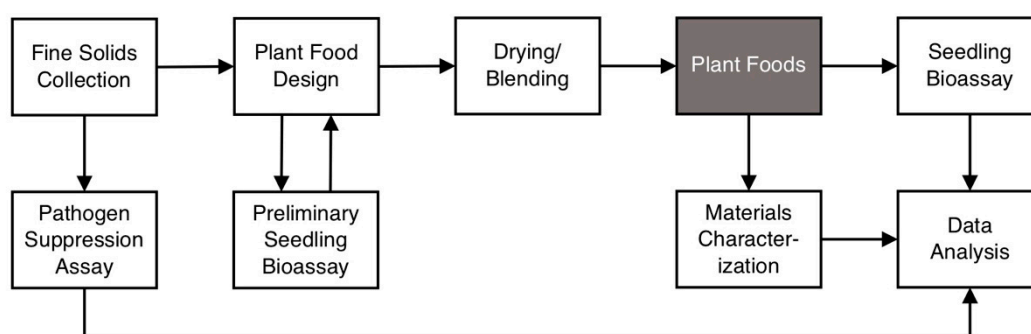 Fine Solids
Collection
Plant Food
Design
Drying/
Blending
Plant Foods
Seedling
Bioassay
Pathogen
Suppression
Assay
Preliminary
Seedling
Bioassay
Materials
Character-
ization
Data
Analysis